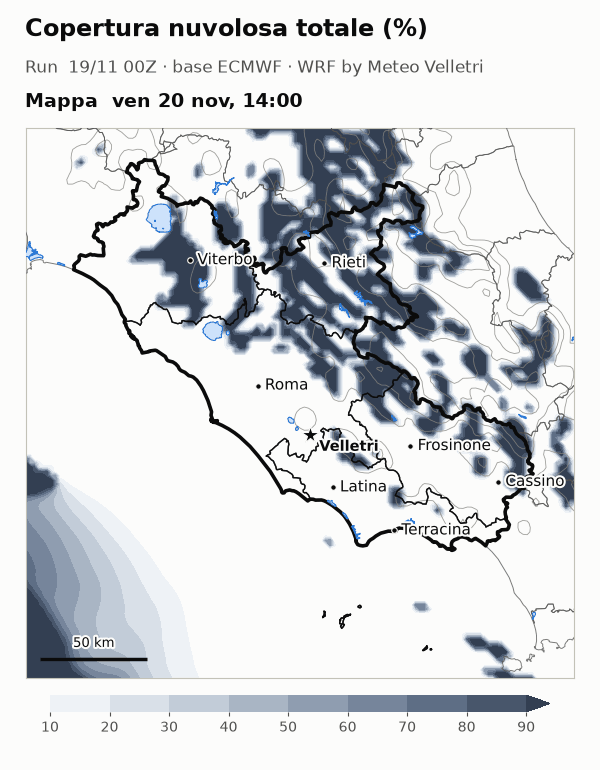 Copertura nuvolosa totale (%)
Run 19/11 00Z · base ECMWF · WRF by Meteo Velletri
Mappa ven 20 nov, 14:00
Viterbo
Rieti
Roma
Velletri
Frosinone
Latina
Cassino
Terracina
50 km
10 20 30 40 50 60 70 80 90